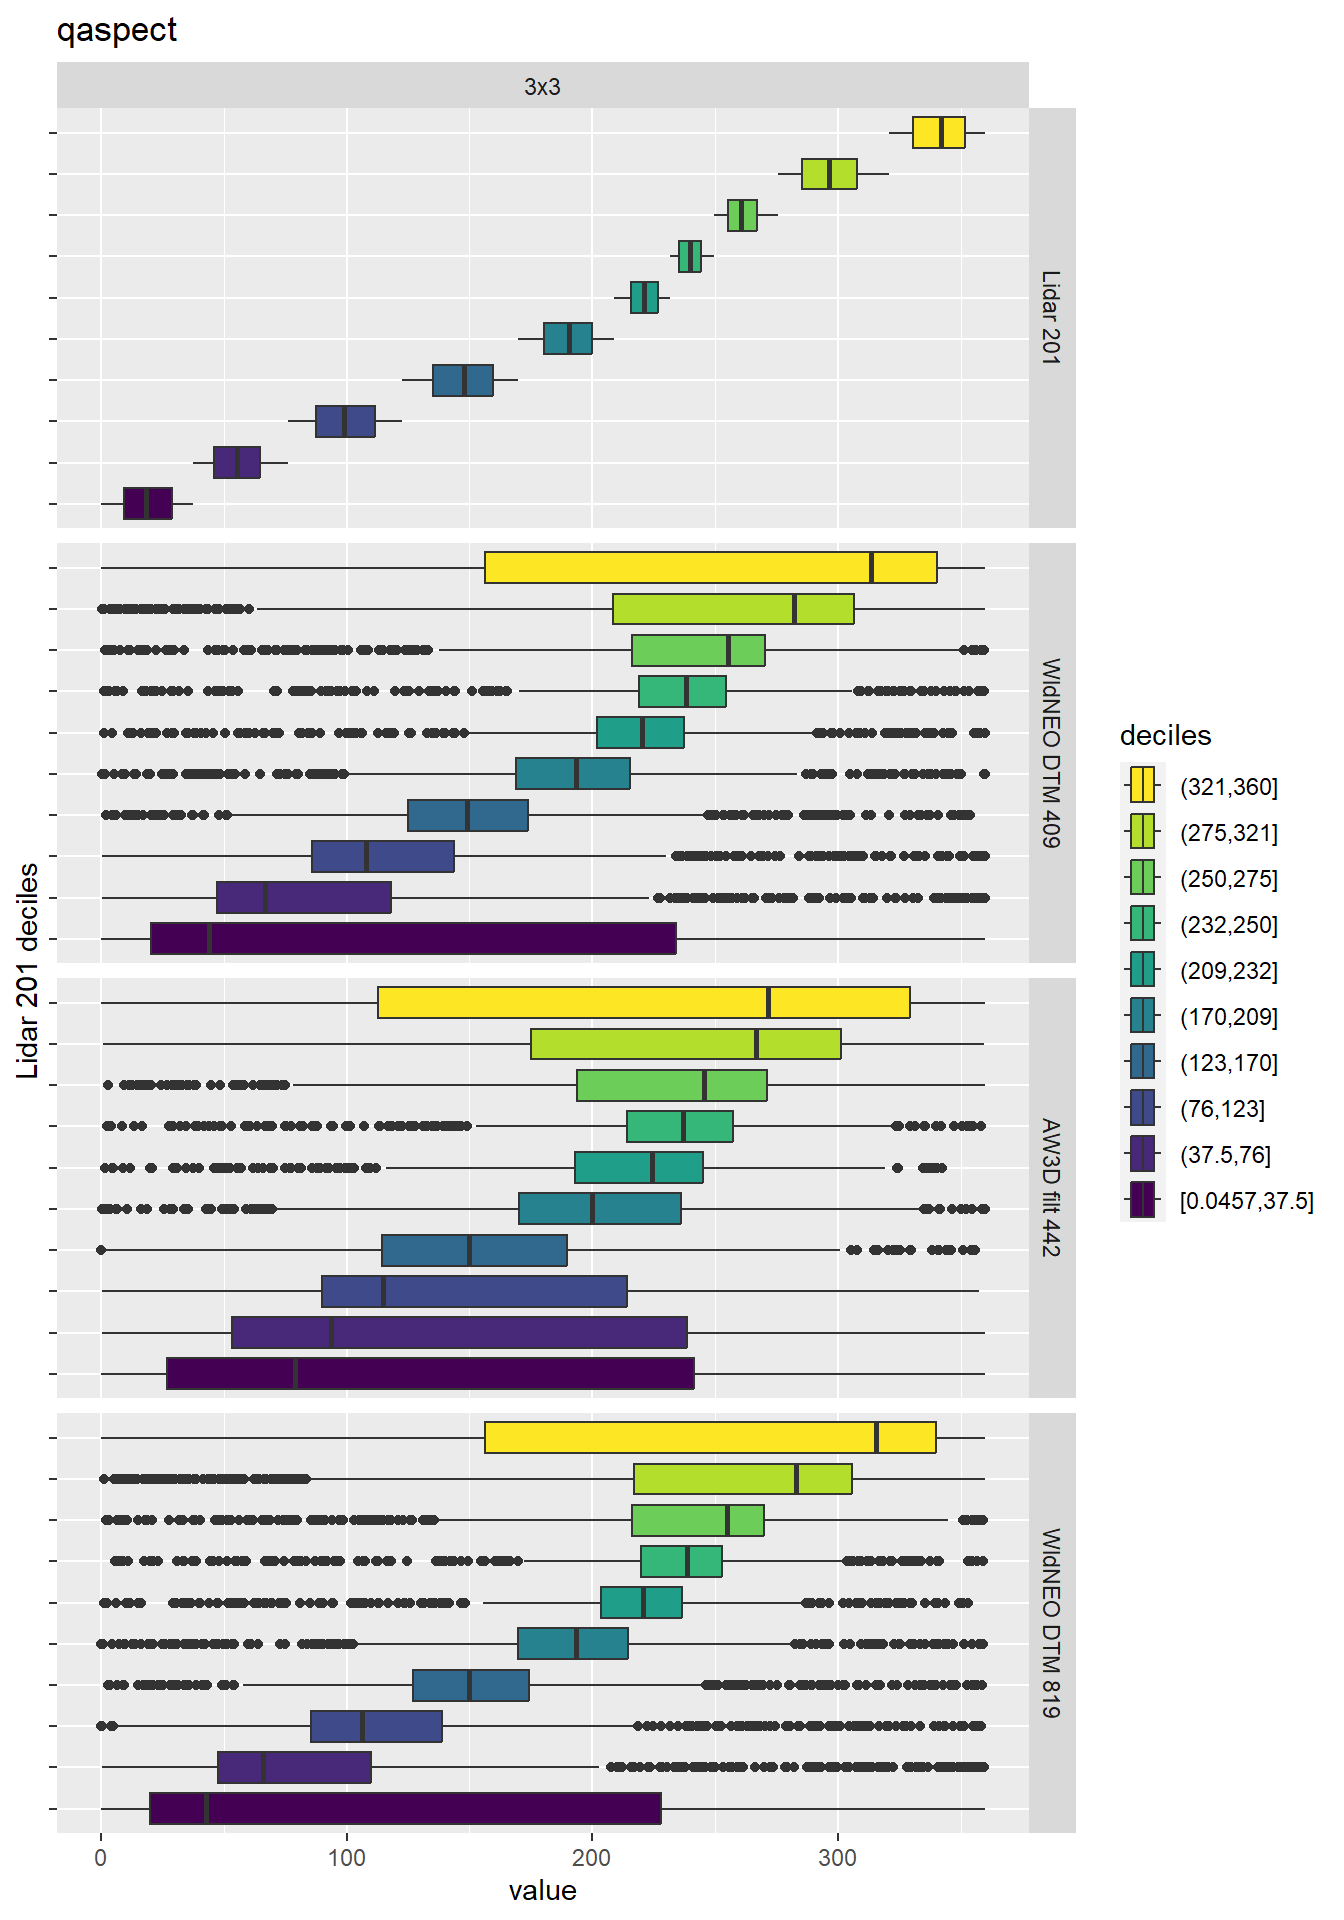 qaspect
3x3
Lidar 201
WldNEO DTM 409
AW3D filt 442
WldNEO DTM 819
Lidar 201 deciles
0 100 200 300
value
deciles
(321,360]
(275,321]
(250,275]
(232,250]
(209,232]
(170,209]
(123,170]
(76,123]
(37.5,76]
[0.0457,37.5]